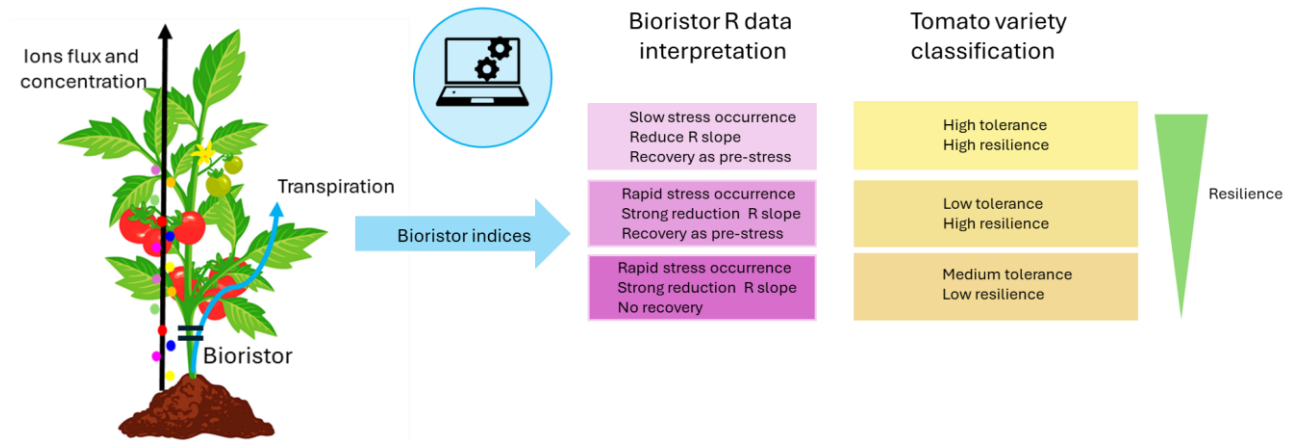 Ions flux and
concentration
Transpiration
Bioristor
Bioristor indices
Bioristor R data
interpretation
Slow stress occurrence
Reduce R slope
Recovery as pre-stress
Rapid stress occurrence
Strong reduction R slope
Recovery as pre-stress
Rapid stress occurrence
Strong reduction R slope
No recovery
Tomato variety
classification
High tolerance
High resilience
Low tolerance
High resilience
Medium tolerance
Low resilience
Resilience